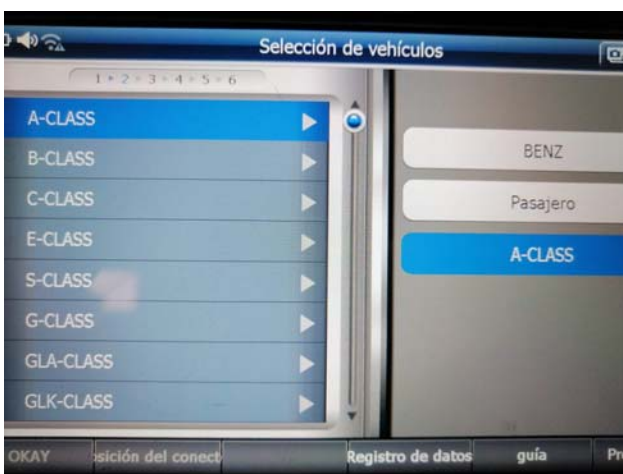 Selección de vehículos
1 2 3 4 5 6
A-CLASS
B-CLASS
C-CLASS
E-CLASS
S-CLASS
G-CLASS
GLA-CLASS
GLK-CLASS
BENZ
Pasajero
A-CLASS
OKAY sición del conect Registro de datos guía